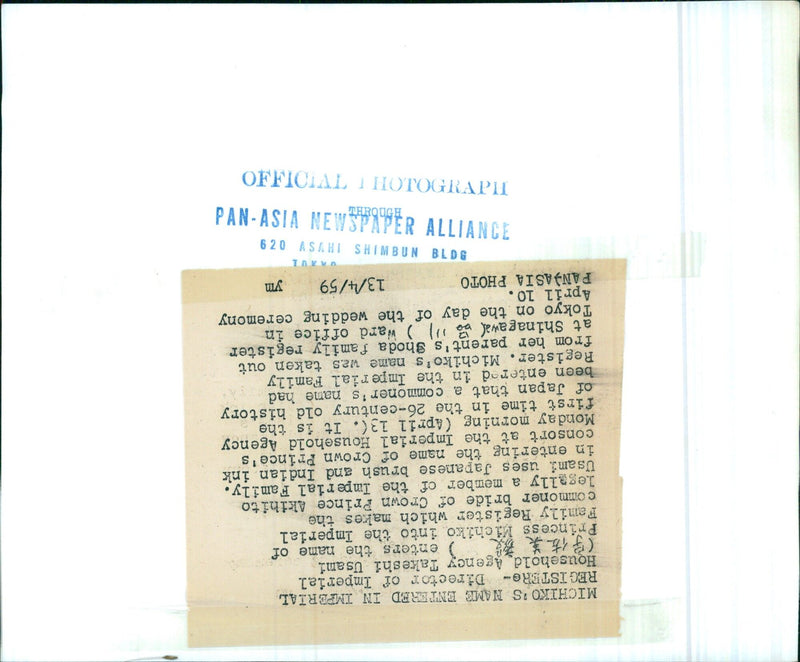 OFFICIAL PHOTOGRAPH
THROUGH
PAN-ASIA NEWSPAPER ALLIANCE
620 ASAHI SHIMBUN BLDG
TOKYO
MICHIKO'S NAME ENTERED IN IMPERIAL
REGISTERe- Director of Imperial
Household Agency Takeshi Usami
(宇佐美 毅 ) enters the name of
Princess Michiko into the Imperial
Family Register which makes the
commoner bride of Crown Prince Akihito
legally a member of the Imperial Family.
Usami uses Japanese brush and Indian ink
in entering the name of Crown Prince's
consort at the Imperial Household Agency
Monday morning (April 13(. It is the
first time in the 26-century old history
of Japan that a commoner's name had
been entered in the Imperial Family
Register. Michiko's name was taken out
from her parent's Shoda family register
at Shinagawa 品川 ) Ward office in
Tokyo on the day of the wedding ceremony
April 10.
PAN-ASIA PHOTO 13/4/59 ym